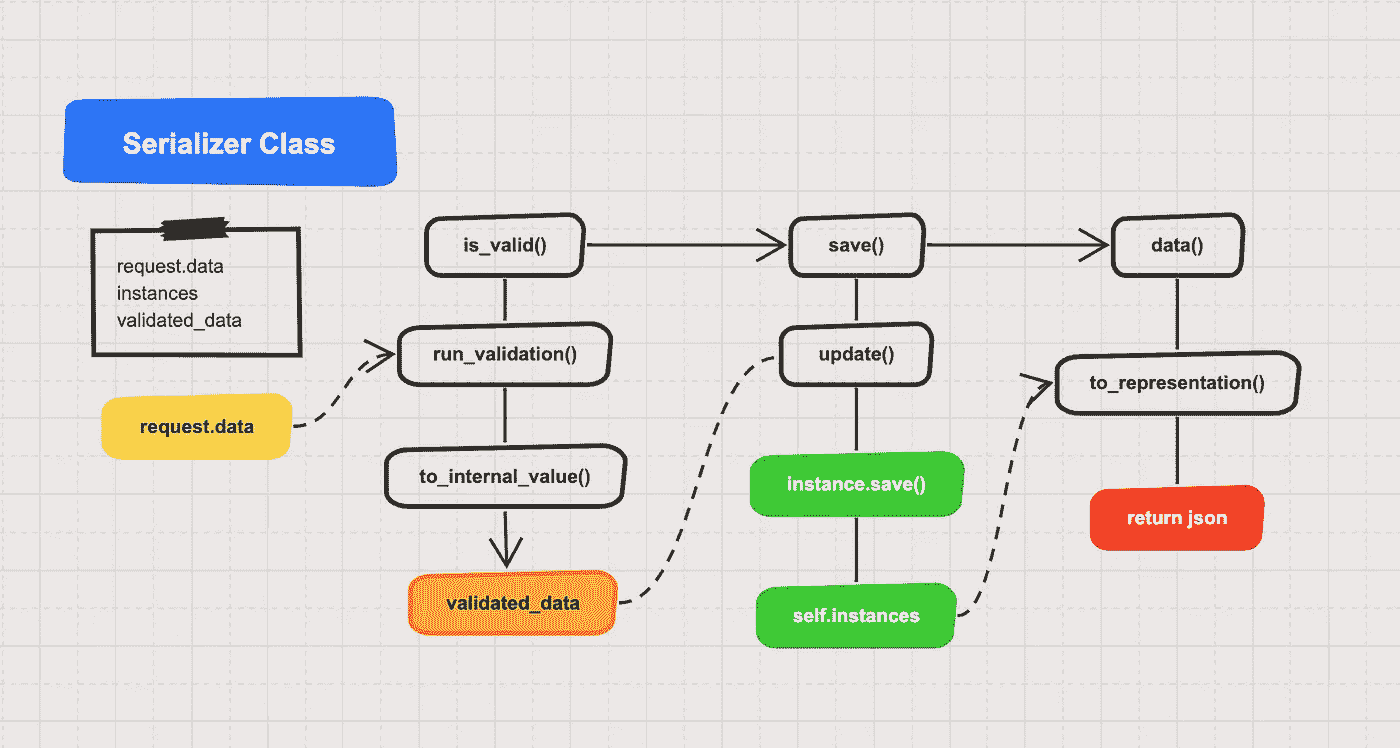 Serializer Class
request.data
instances
validated_data
is_valid()
save()
data()
run_validation()
update()
to_representation()
request.data
to_internal_value()
instance.save()
return json
validated_data
self.instances